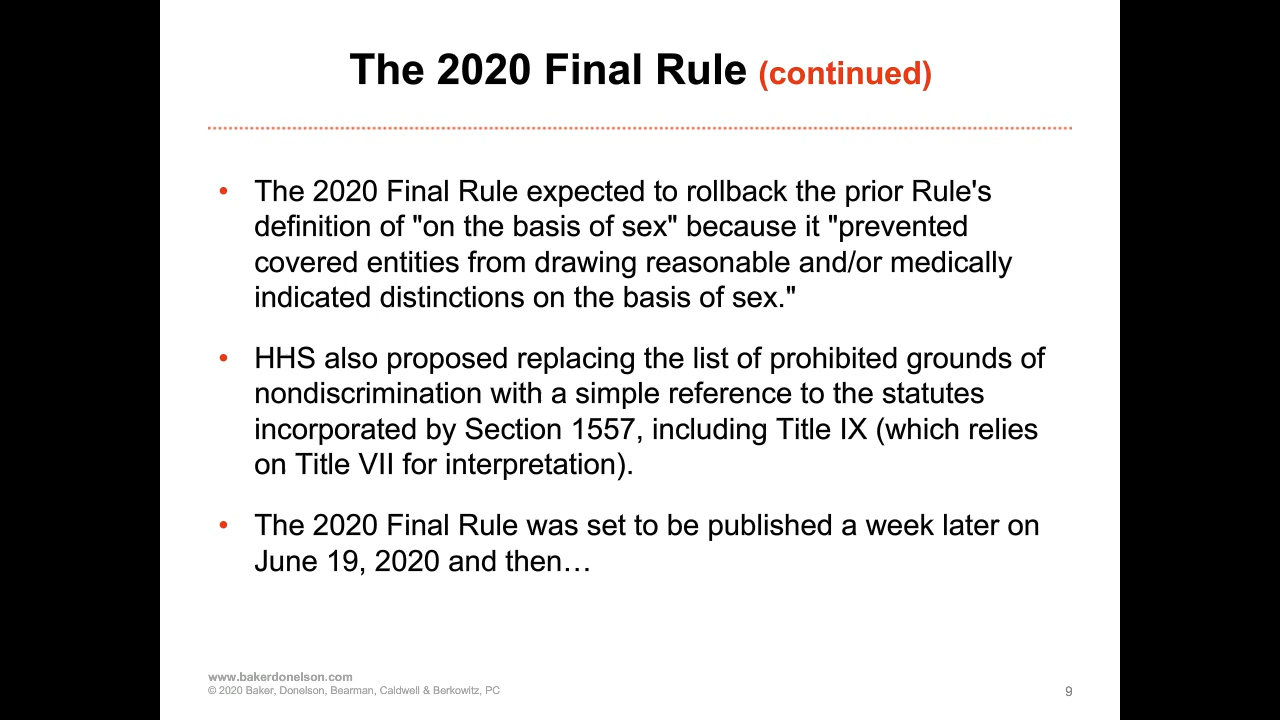 The 2020 Final Rule (continued)
• The 2020 Final Rule expected to rollback the prior Rule's
definition of "on the basis of sex" because it "prevented
covered entities from drawing reasonable and/or medically
indicated distinctions on the basis of sex."
• HHS also proposed replacing the list of prohibited grounds of
nondiscrimination with a simple reference to the statutes
incorporated by Section 1557, including Title IX (which relies
on Title VII for interpretation).
• The 2020 Final Rule was set to be published a week later on
June 19, 2020 and then…
www.bakerdonelson.com
© 2020 Baker, Donelson, Bearman, Caldwell & Berkowitz, PC
9